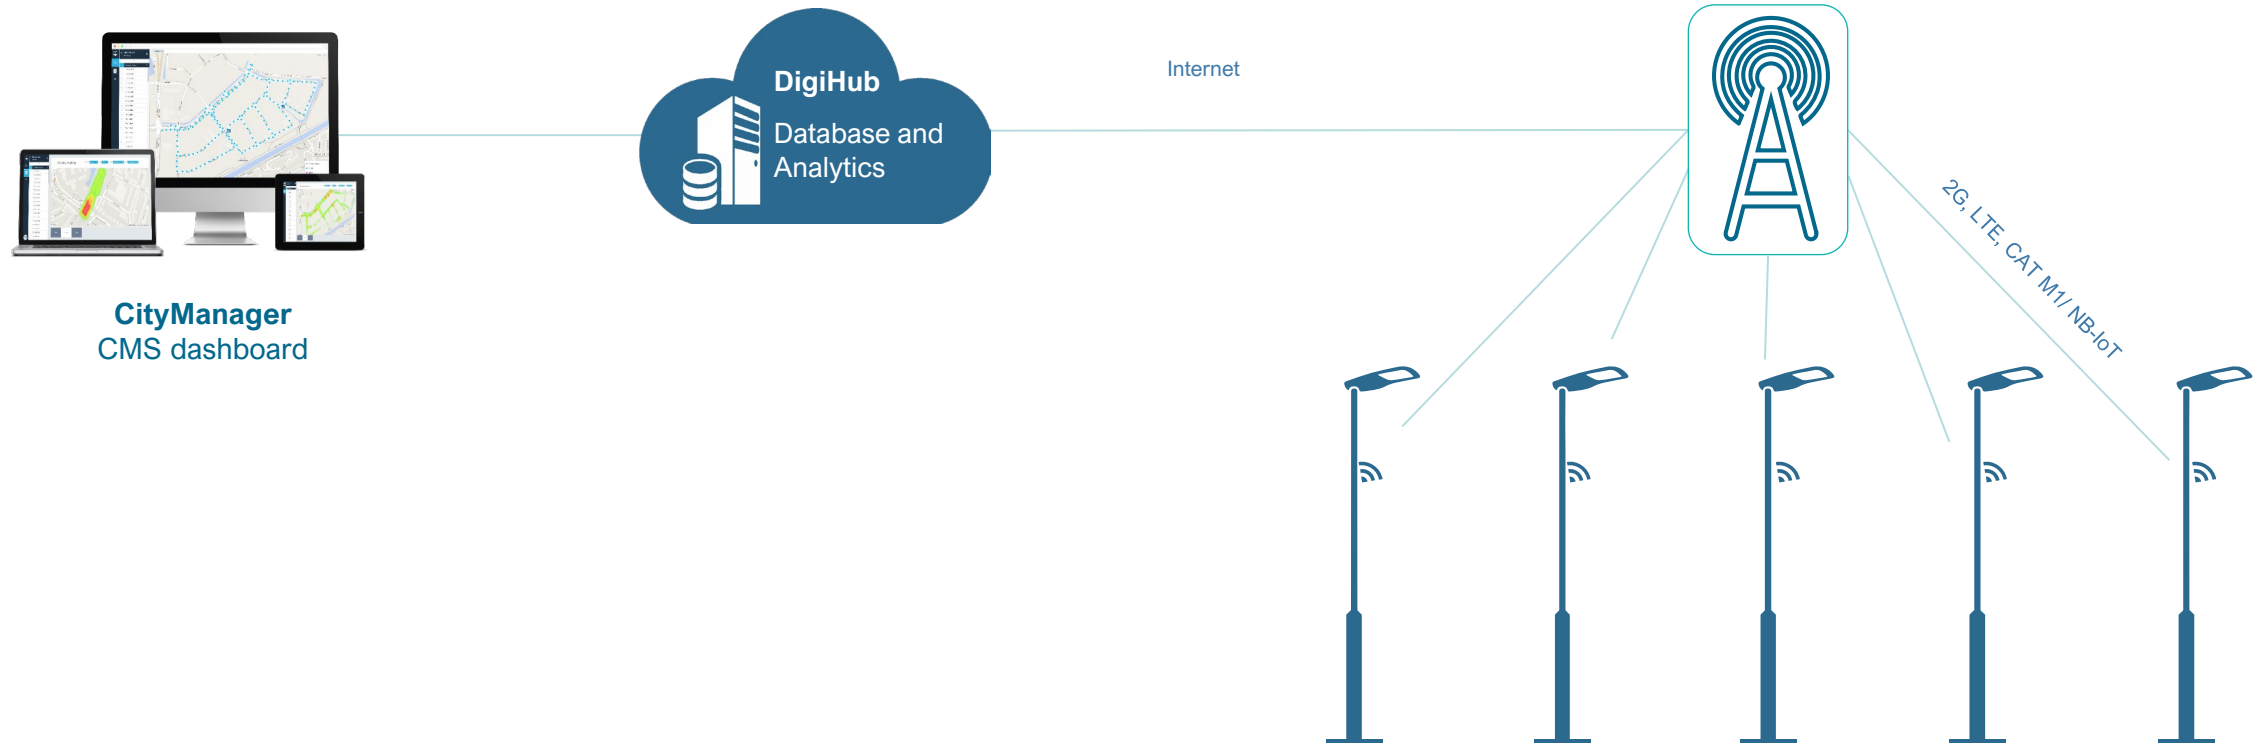 DigiHub
Database and
Analytics
Internet
2G, LTE, CAT M1/ NB-IoT
CityManager
CMS dashboard